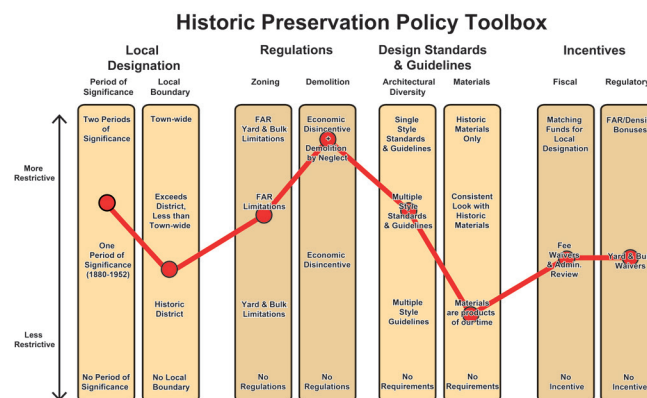 Historic Preservation Policy Toolbox
Local
Designation
Regulations
Design Standards
& Guidelines
Incentives
Period of
Significance
Local
Boundary
Zoning
Demolition
Architectural
Diversity
Materials
Fiscal
Regulatory
More
Restrictive
Less
Restrictive
Two Periods
of
Significance
One
Period of
Significance
(1880-1952)
No Period of
Significance
Town-wide
Exceeds
District,
Less than
Town-wide
Historic
District
No Local
Boundary
FAR
Yard & Bulk
Limitations
FAR
Limitations
Yard & Bulk
Limitations
No
Regulations
Economic
Disincentive
+
Demolition
by Neglect
Economic
Disincentive
No
Regulations
Single
Style
Standards
& Guidelines
Multiple
Style
Standards
& Guidelines
Multiple
Style
Guidelines
No
Requirements
Historic
Materials
Only
Consistent
Look with
Historic
Materials
Materials
are products
of our time
No
Requirements
Matching
Funds for
Local
Designation
Fee
Waivers
& Admin.
Review
No
Incentive
FAR/Densi
Bonuses
Yard & Bu
Waivers
No
Incentive